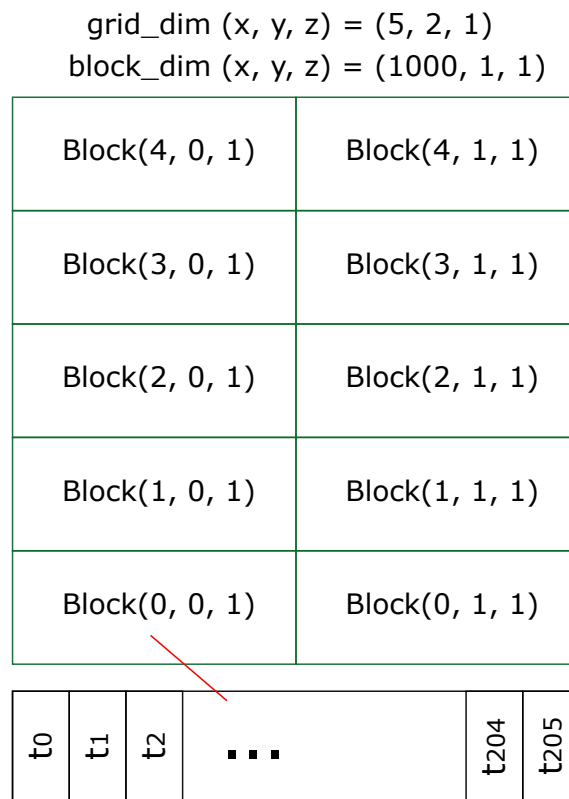 grid_dim (x, y, z) = (5, 2, 1)
block_dim (x, y, z) = (1000, 1, 1)
Block(4, 0, 1) Block(4, 1, 1)
Block(3, 0, 1) Block(3, 1, 1)
Block(2, 0, 1) Block(2, 1, 1)
Block(1, 0, 1) Block(1, 1, 1)
Block(0, 0, 1) Block(0, 1, 1)
t0 t1 t2 ... t204 t205